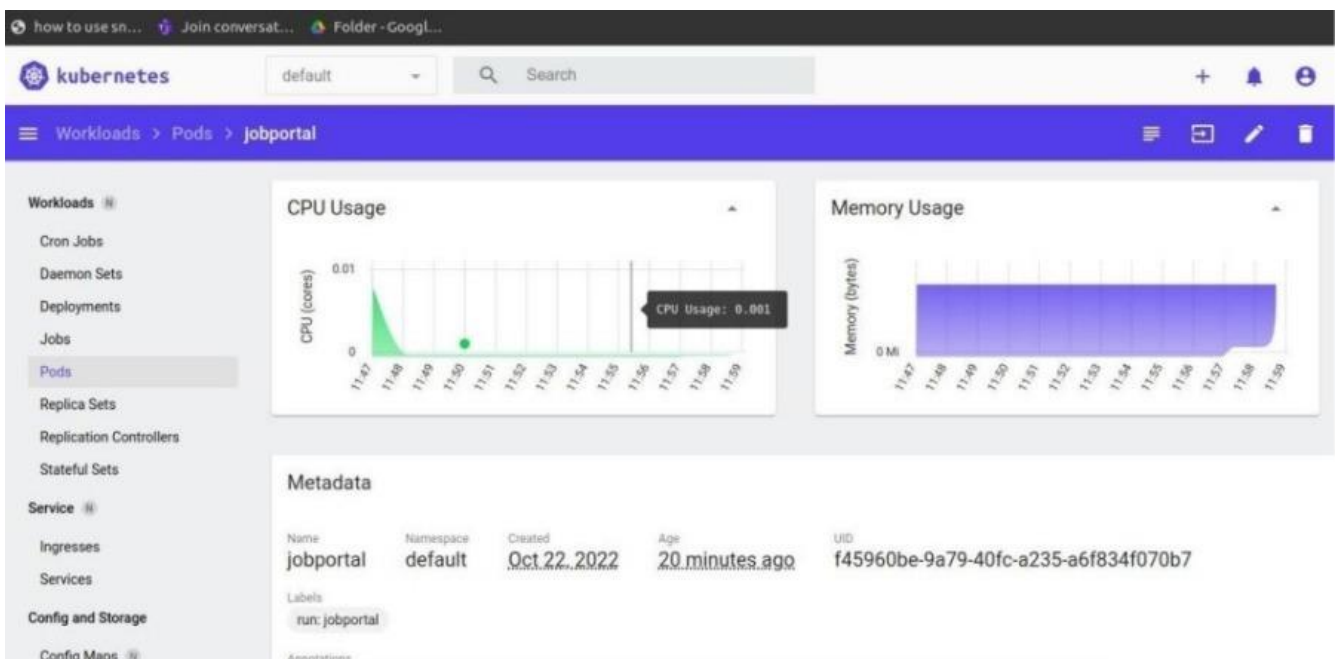 how to use sn... Join conversat... Folder - Googl...
kubernetes default Search
Workloads > Pods > jobportal
Workloads N
Cron Jobs
Daemon Sets
Deployments
Jobs
Pods
Replica Sets
Replication Controllers
Stateful Sets
Service N
Ingresses
Services
Config and Storage
Config Maps N
CPU Usage
CPU (cores)
0.01
0
CPU Usage: 0.001
11:47 11:48 11:49 11:50 11:51 11:52 11:53 11:54 11:55 11:56 11:57 11:58 11:59
Memory Usage
Memory (bytes)
0 Mi
11:47 11:48 11:49 11:50 11:51 11:52 11:53 11:54 11:55 11:56 11:57 11:58 11:59
Metadata
Name Namespace Created Age UID
jobportal default Oct 22, 2022 20 minutes ago f45960be-9a79-40fc-a235-a6f834f070b7
Labels
run: jobportal
Annotations